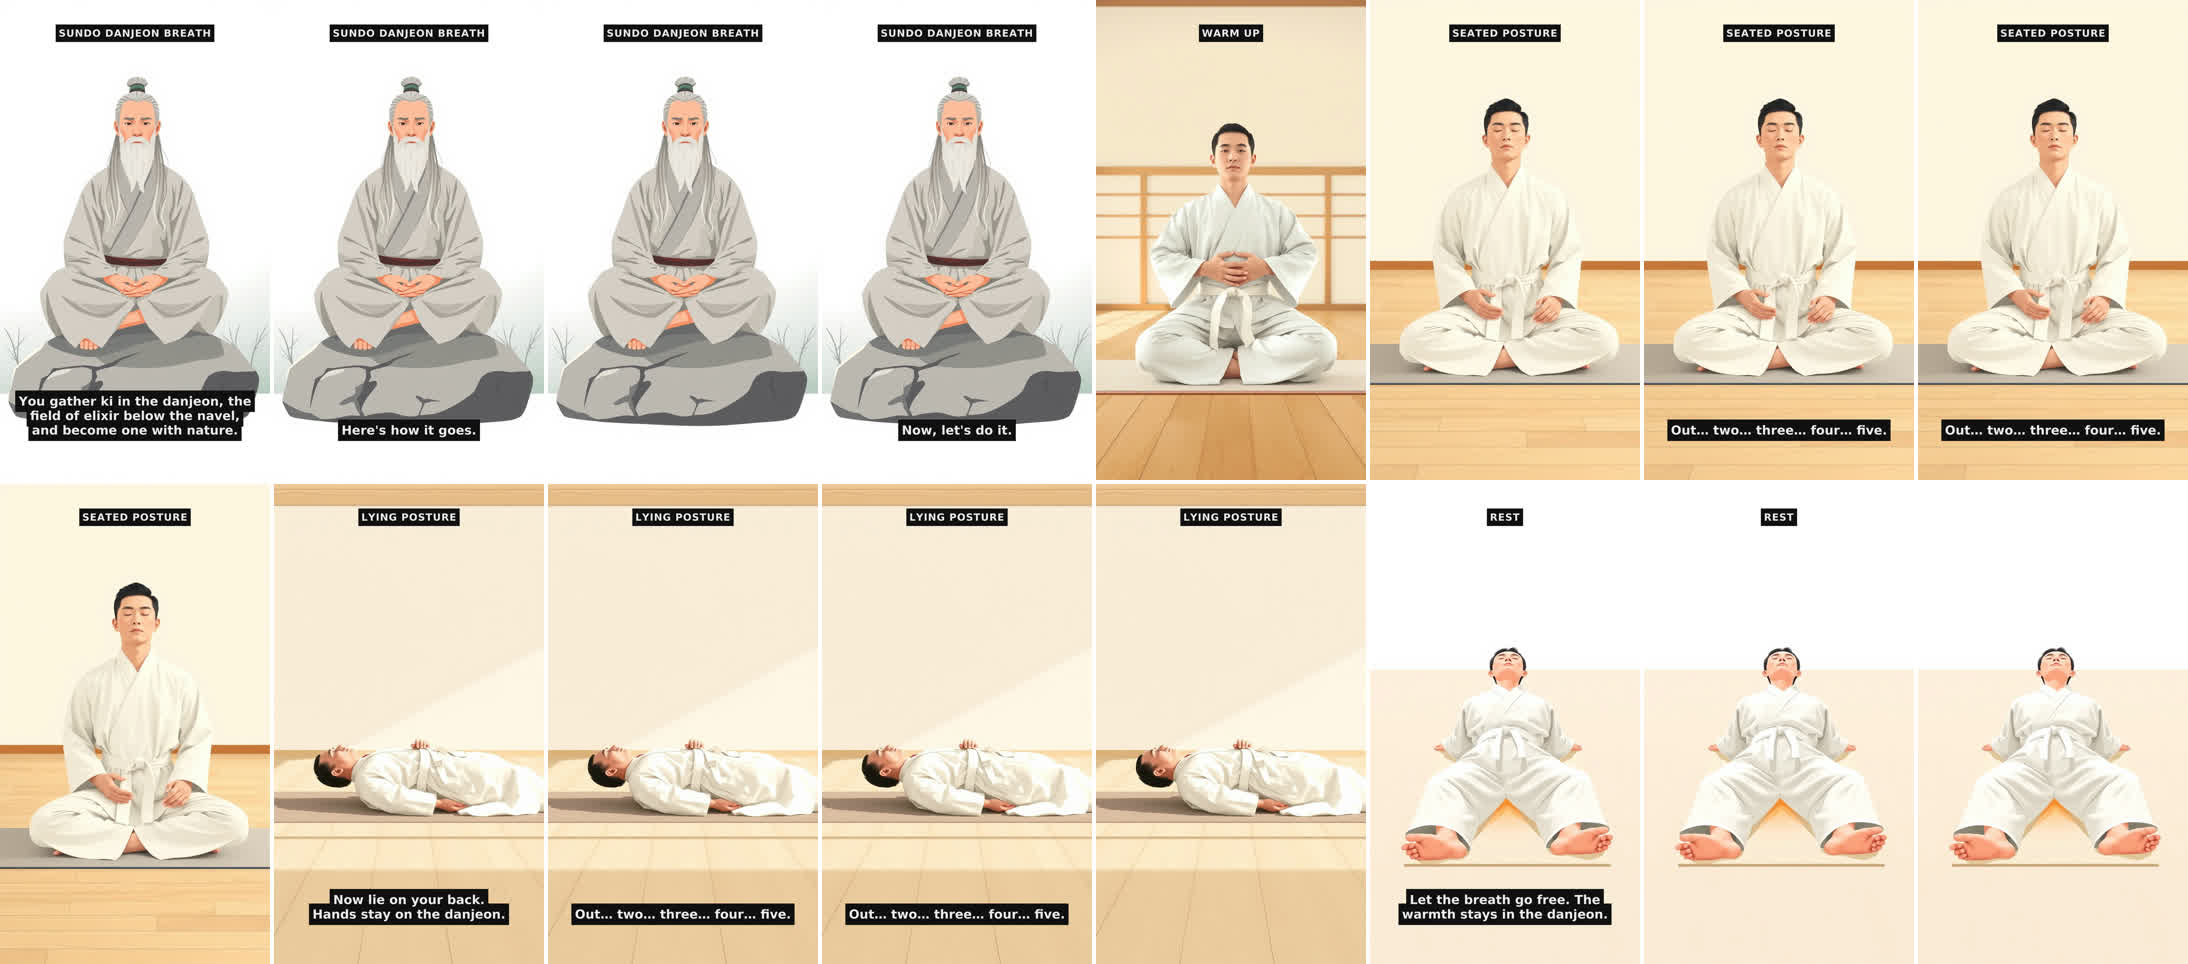 SUNDO DANJEON BREATH
You gather ki in the danjeon, the
field of elixir below the navel,
and become one with nature.
SUNDO DANJEON BREATH
Here's how it goes.
SUNDO DANJEON BREATH
SUNDO DANJEON BREATH
Now, let's do it.
WARM UP
SEATED POSTURE
SEATED POSTURE
Out... two... three... four... five.
SEATED POSTURE
Out... two... three... four... five.
SEATED POSTURE
LYING POSTURE
Now lie on your back.
Hands stay on the danjeon.
LYING POSTURE
Out... two... three... four... five.
LYING POSTURE
Out... two... three... four... five.
LYING POSTURE
REST
Let the breath go free. The
warmth stays in the danjeon.
REST